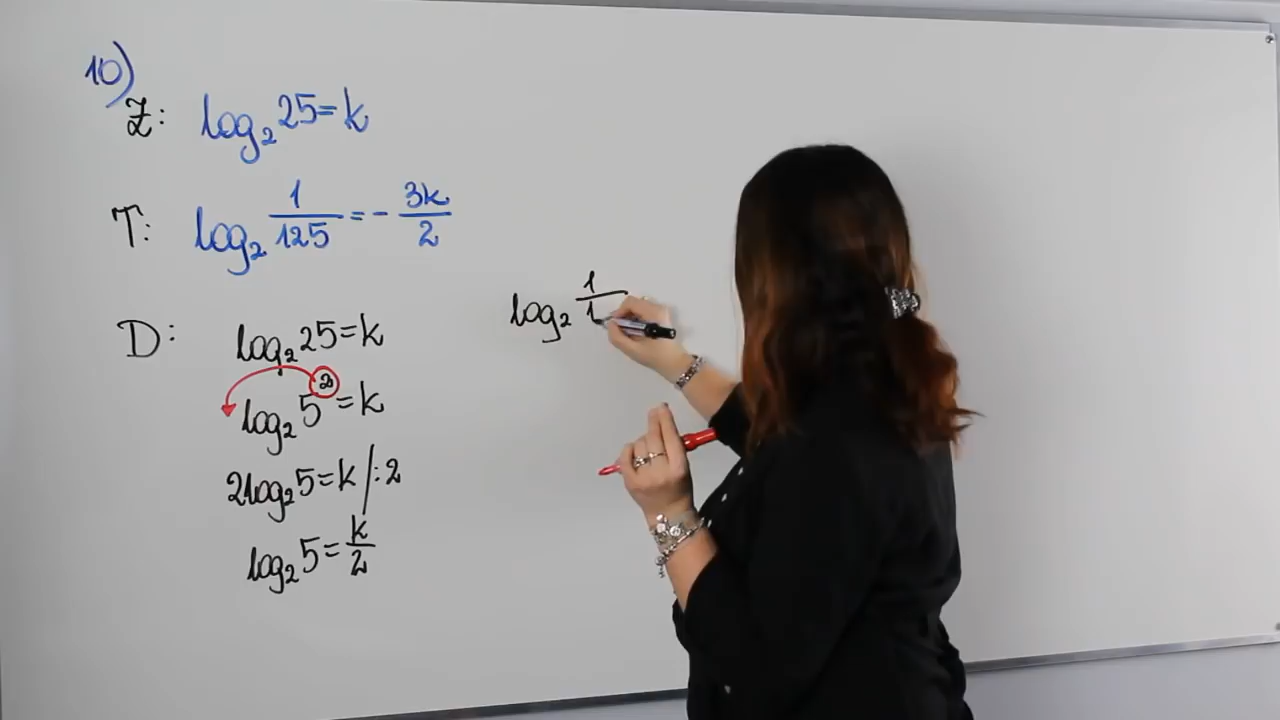 10)
Z: log₂ 25 = k
T: log₂ 1/125 = - 3k/2
D: log₂ 25 = k
log₂ 5² = k
2log₂ 5 = k /:2
log₂ 5 = k/2
log₂ 1/1